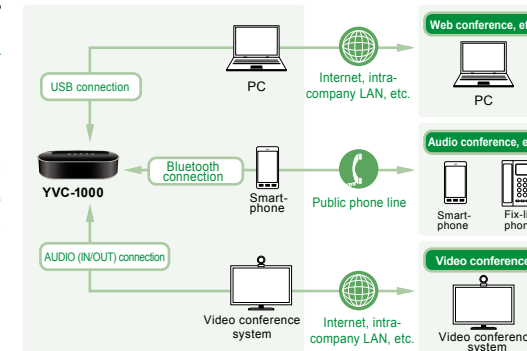 Web conference, et
USB connection
PC
Internet, intra-
company LAN, etc.
PC
Audio conference, e
Bluetooth
connection
YVC-1000
Smart-
phone
Public phone line
Smart-
phone
Fix-li
phon
AUDIO (IN/OUT) connection
Video conference
Video conference
system
Internet, intra-
company LAN, etc.
Video conferenc
system